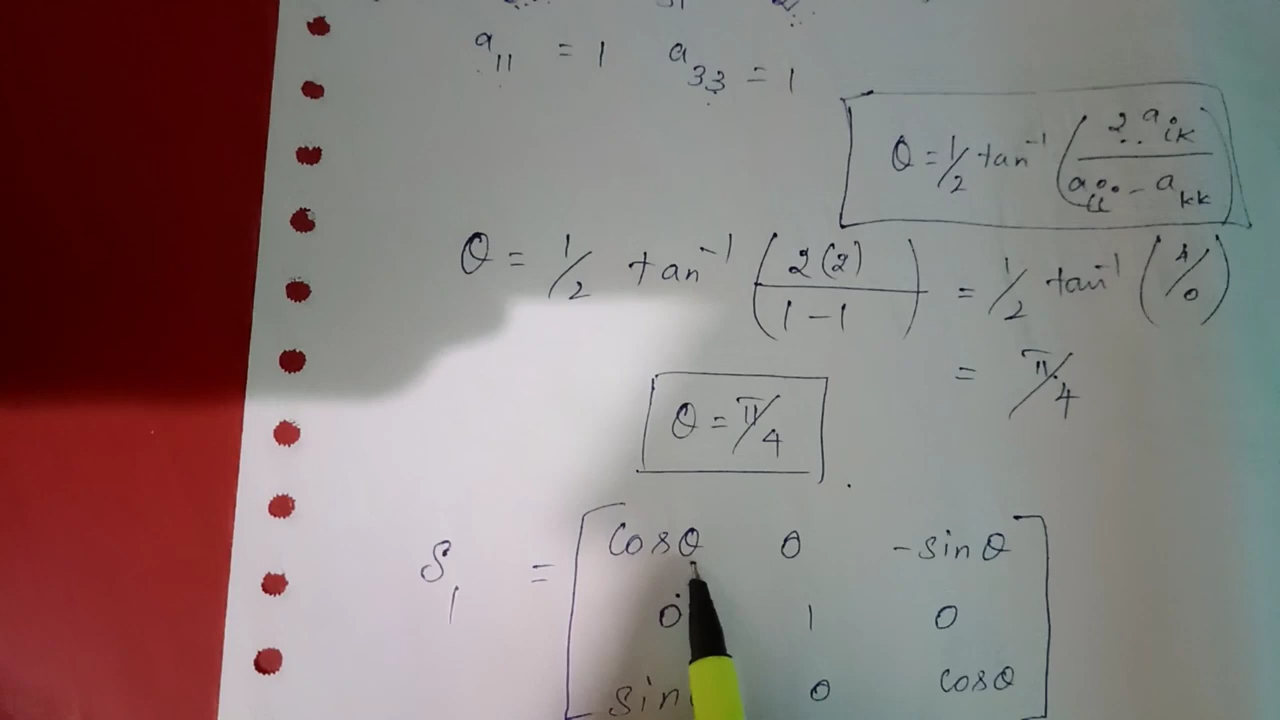 a₁₁ = 1 a₃₃ = 1
θ = 1/2 tan⁻¹ (2 aᵢₖ / aᵢᵢ - aₖₖ)
θ = 1/2 tan⁻¹ (2(2) / 1 - 1) = 1/2 tan⁻¹ (4/0)
= π/4
θ = π/4 .
S₁ = [ Cosθ 0 -sinθ
0 1 0
sin 0 cosθ ]